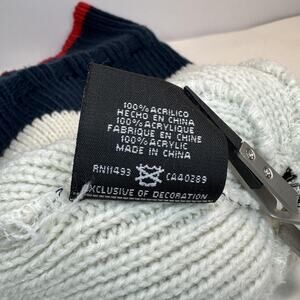 100% ACRILICO
HECHO EN CHINA
100% ACRYLIQUE
FABRIQUE EN CHINE
100% ACRYLIC
MADE IN CHINA
RN11493 CA40289
EXCLUSIVE OF DECORATION